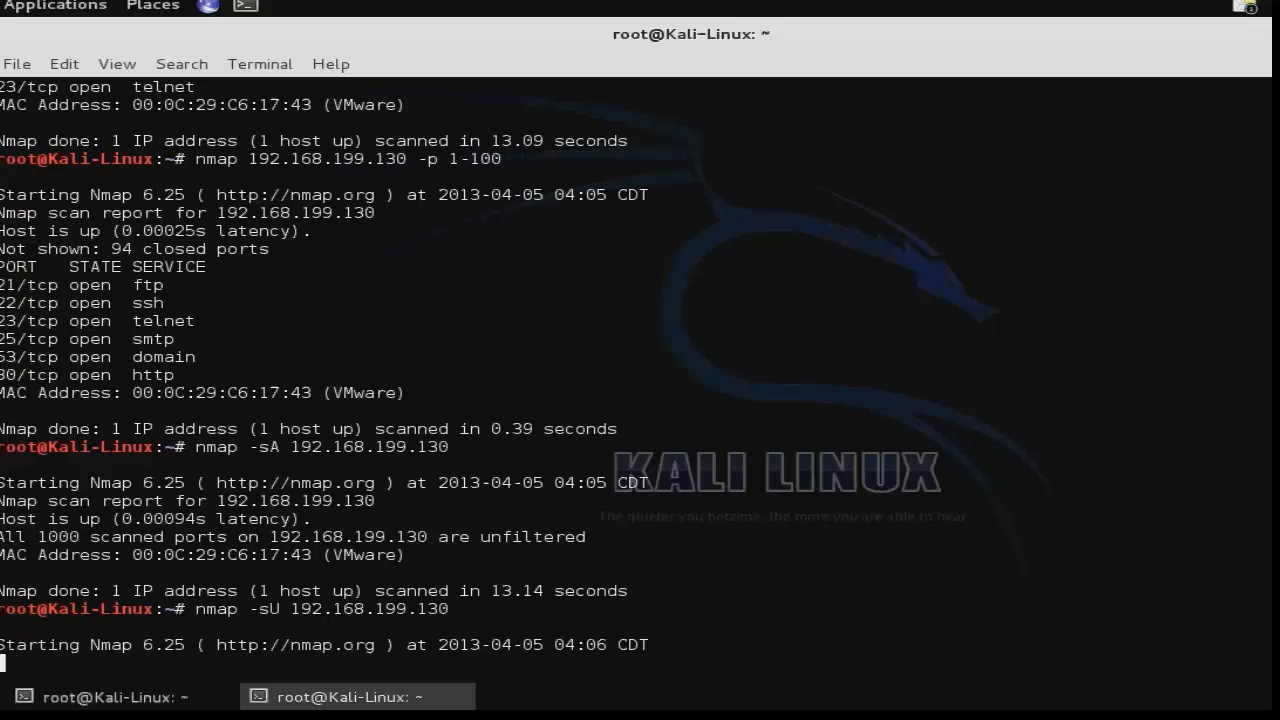 Applications Places
root@Kali-Linux: ~
File Edit View Search Terminal Help
23/tcp open telnet
MAC Address: 00:0C:29:C6:17:43 (VMware)
Nmap done: 1 IP address (1 host up) scanned in 13.09 seconds
root@Kali-Linux:~# nmap 192.168.199.130 -p 1-100
Starting Nmap 6.25 ( http://nmap.org ) at 2013-04-05 04:05 CDT
Nmap scan report for 192.168.199.130
Host is up (0.00025s latency).
Not shown: 94 closed ports
PORT STATE SERVICE
21/tcp open ftp
22/tcp open ssh
23/tcp open telnet
25/tcp open smtp
53/tcp open domain
80/tcp open http
MAC Address: 00:0C:29:C6:17:43 (VMware)
Nmap done: 1 IP address (1 host up) scanned in 0.39 seconds
root@Kali-Linux:~# nmap -sA 192.168.199.130
Starting Nmap 6.25 ( http://nmap.org ) at 2013-04-05 04:05 CDT
KALI LINUX
Nmap scan report for 192.168.199.130
The quieter you become, the more you are able to hear
Host is up (0.00094s latency).
All 1000 scanned ports on 192.168.199.130 are unfiltered
MAC Address: 00:0C:29:C6:17:43 (VMware)
Nmap done: 1 IP address (1 host up) scanned in 13.14 seconds
root@Kali-Linux:~# nmap -sU 192.168.199.130
Starting Nmap 6.25 ( http://nmap.org ) at 2013-04-05 04:06 CDT
root@Kali-Linux: ~
root@Kali-Linux: ~